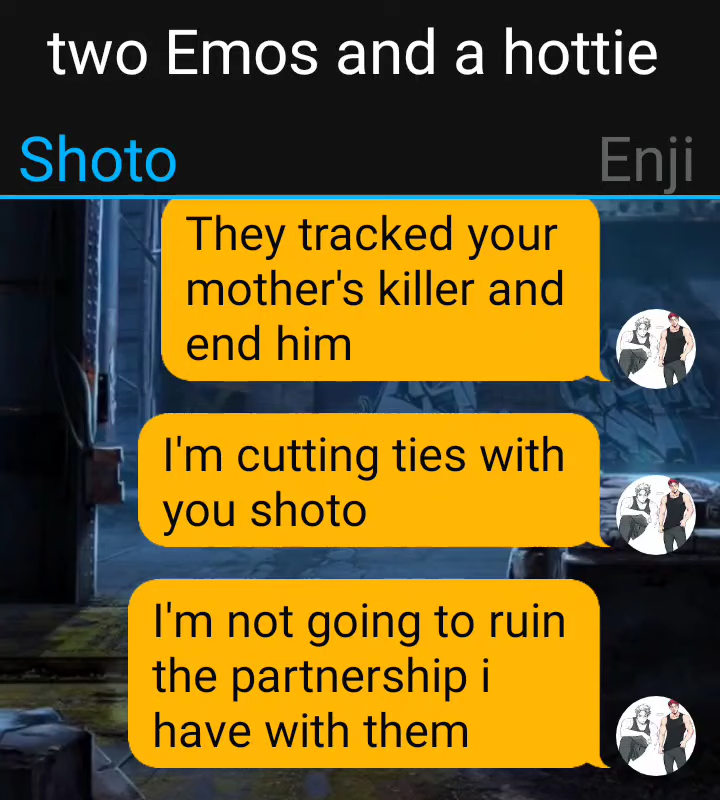 two Emos and a hottie
Shoto
Enji
They tracked your
mother's killer and
end him
I'm cutting ties with
you shoto
I'm not going to ruin
the partnership i
have with them